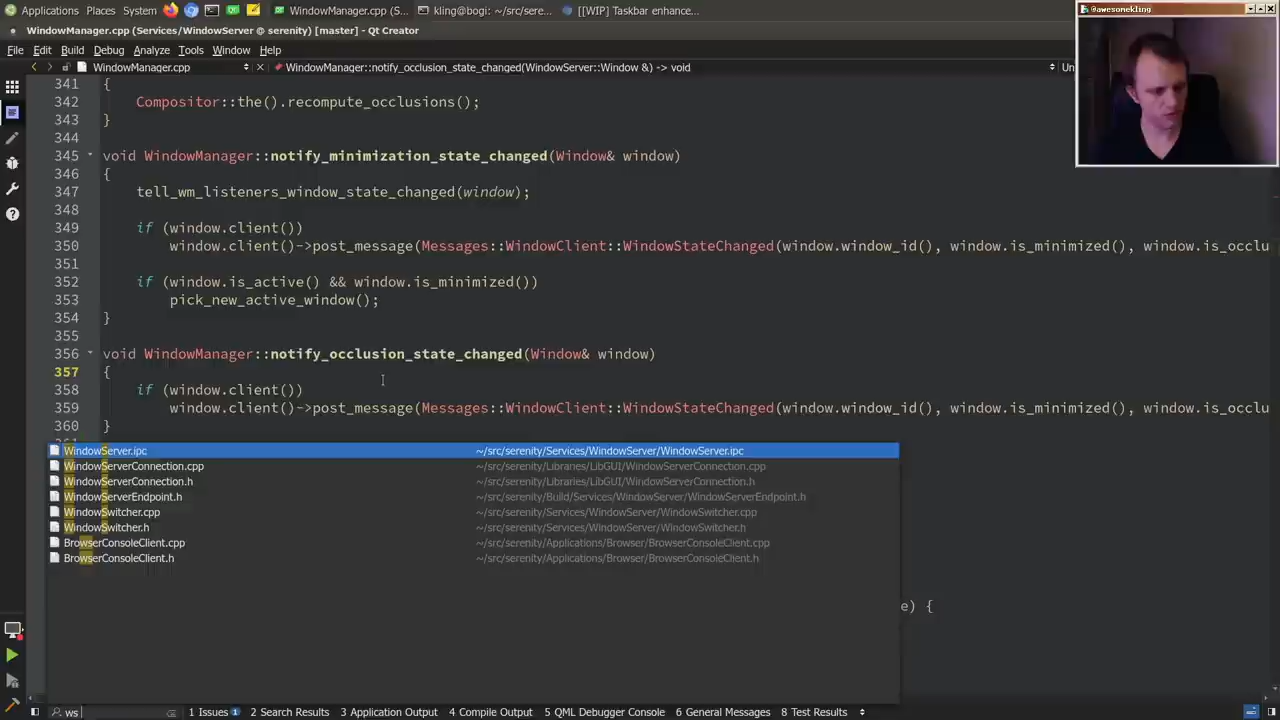 Applications Places System WindowManager.cpp (S... kling@bogi: ~/src/sere... [[WIP] Taskbar enhance...
@awesomekling
WindowManager.cpp (Services/WindowServer @ serenity) [master] - Qt Creator
File Edit Build Debug Analyze Tools Window Help
WindowManager.cpp WindowManager::notify_occlusion_state_changed(WindowServer::Window &) -> void Un
341 {
342 Compositor::the().recompute_occlusions();
343 }
344
345 void WindowManager::notify_minimization_state_changed(Window& window)
346 {
347 tell_wm_listeners_window_state_changed(window);
348
349 if (window.client())
350 window.client()->post_message(Messages::WindowClient::WindowStateChanged(window.window_id(), window.is_minimized(), window.is_occlu
351
352 if (window.is_active() && window.is_minimized())
353 pick_new_active_window();
354 }
355
356 void WindowManager::notify_occlusion_state_changed(Window& window)
357 {
358 if (window.client())
359 window.client()->post_message(Messages::WindowClient::WindowStateChanged(window.window_id(), window.is_minimized(), window.is_occlu
360 }
WindowServer.ipc ~/src/serenity/Services/WindowServer/WindowServer.ipc
WindowServerConnection.cpp ~/src/serenity/Libraries/LibGUI/WindowServerConnection.cpp
WindowServerConnection.h ~/src/serenity/Libraries/LibGUI/WindowServerConnection.h
WindowServerEndpoint.h ~/src/serenity/Build/Services/WindowServer/WindowServerEndpoint.h
WindowSwitcher.cpp ~/src/serenity/Services/WindowServer/WindowSwitcher.cpp
WindowSwitcher.h ~/src/serenity/Services/WindowServer/WindowSwitcher.h
BrowserConsoleClient.cpp ~/src/serenity/Applications/Browser/BrowserConsoleClient.cpp
BrowserConsoleClient.h ~/src/serenity/Applications/Browser/BrowserConsoleClient.h
e) {
ws 1 Issues 1 2 Search Results 3 Application Output 4 Compile Output 5 QML Debugger Console 6 General Messages 8 Test Results